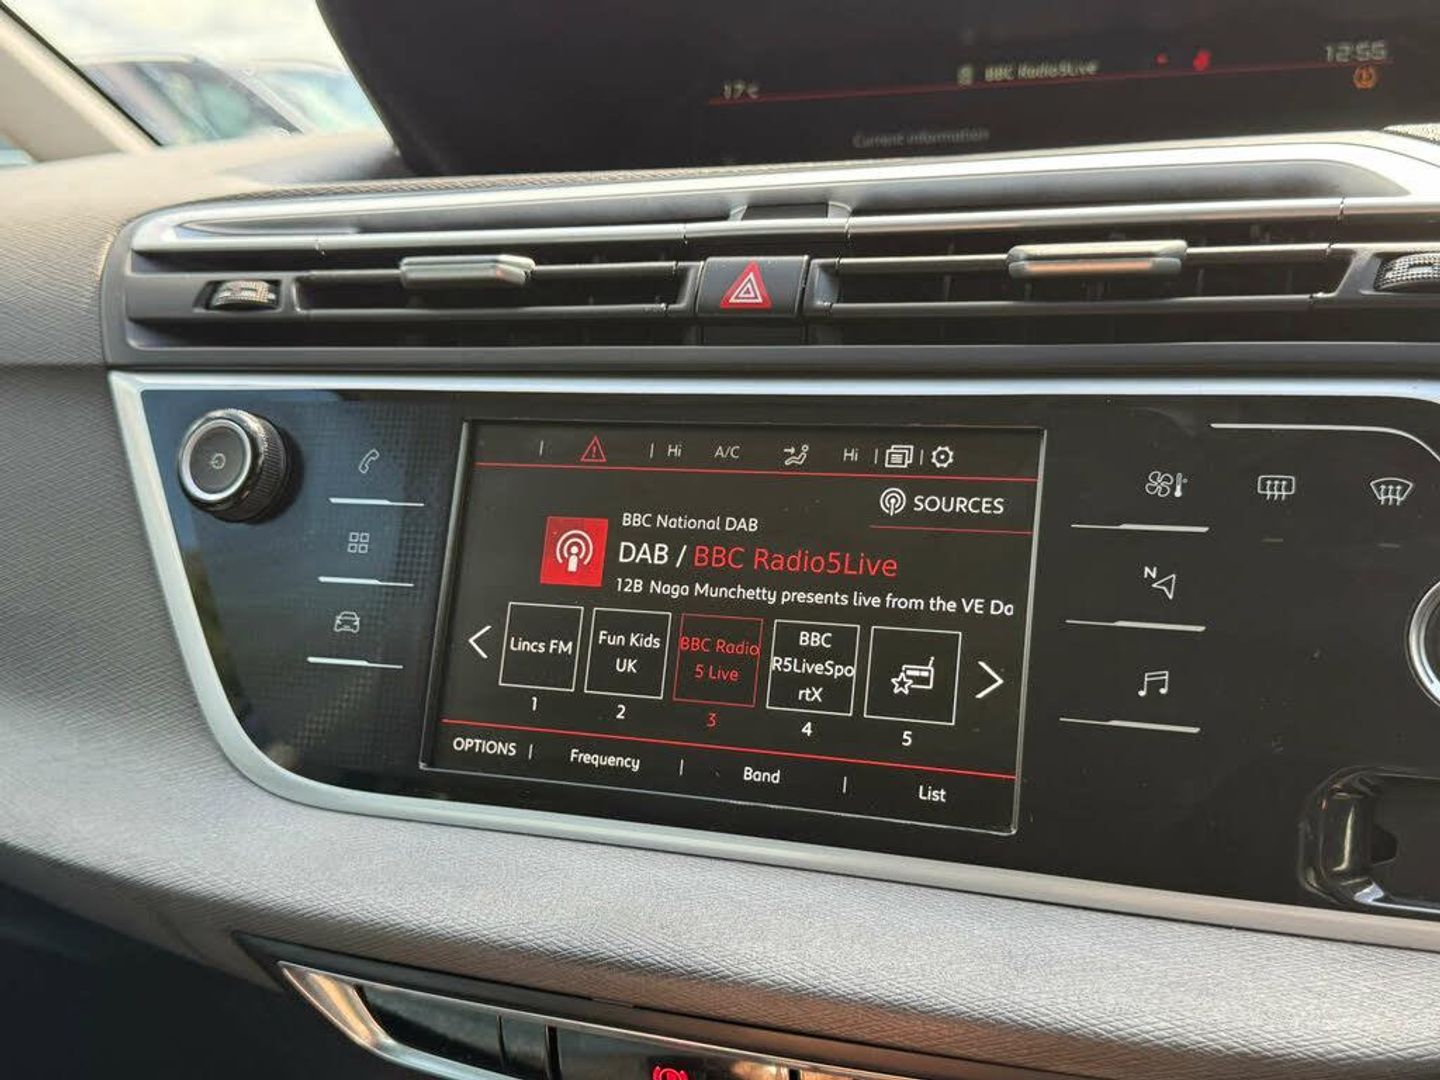 17°C
BBC Radio5Live
12:55
Current information
Hi A/C Hi
SOURCES
BBC National DAB
DAB / BBC Radio5Live
12B Naga Munchetty presents live from the VE Da
Lincs FM
1
Fun Kids
UK
2
BBC Radio
5 Live
3
BBC
R5LiveSpo
rtX
4
5
OPTIONS
Frequency
Band
List
N